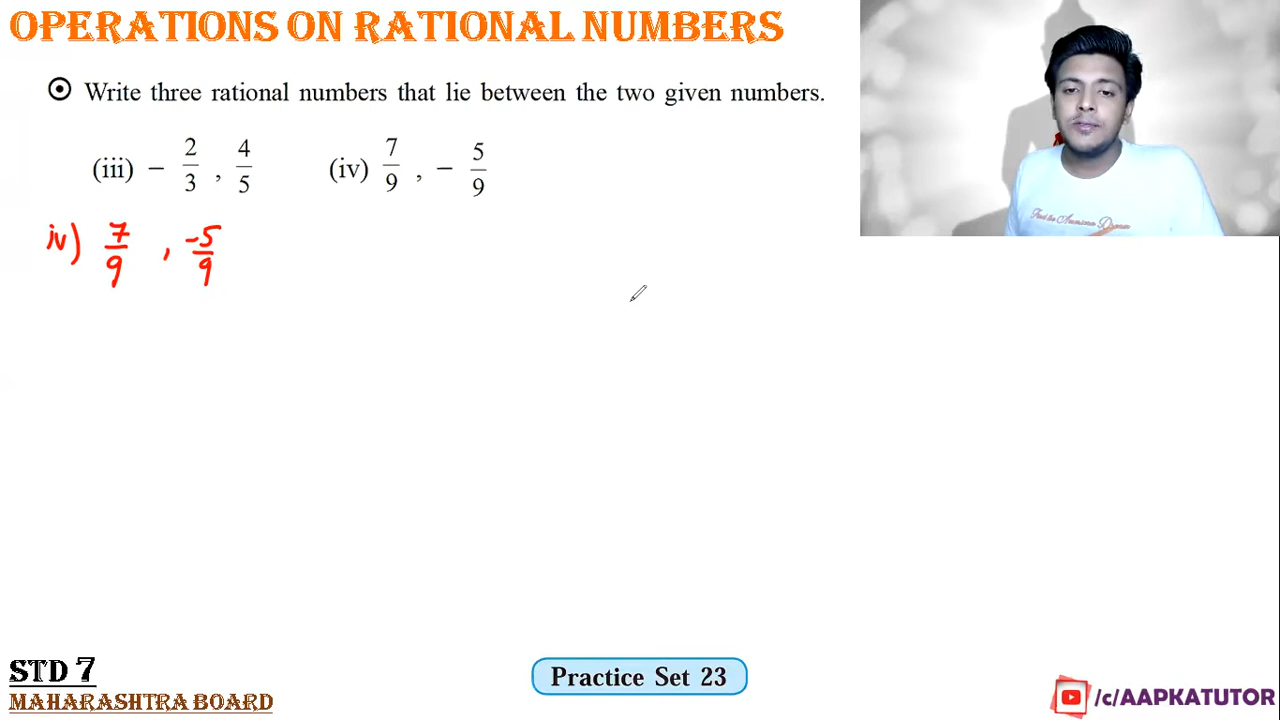 OPERATIONS ON RATIONAL NUMBERS
Write three rational numbers that lie between the two given numbers.
(iii) − 2/3 , 4/5 (iv) 7/9 , − 5/9
iv) 7/9 , -5/9
STD 7
MAHARASHTRA BOARD
Practice Set 23
/c/AAPKATUTOR